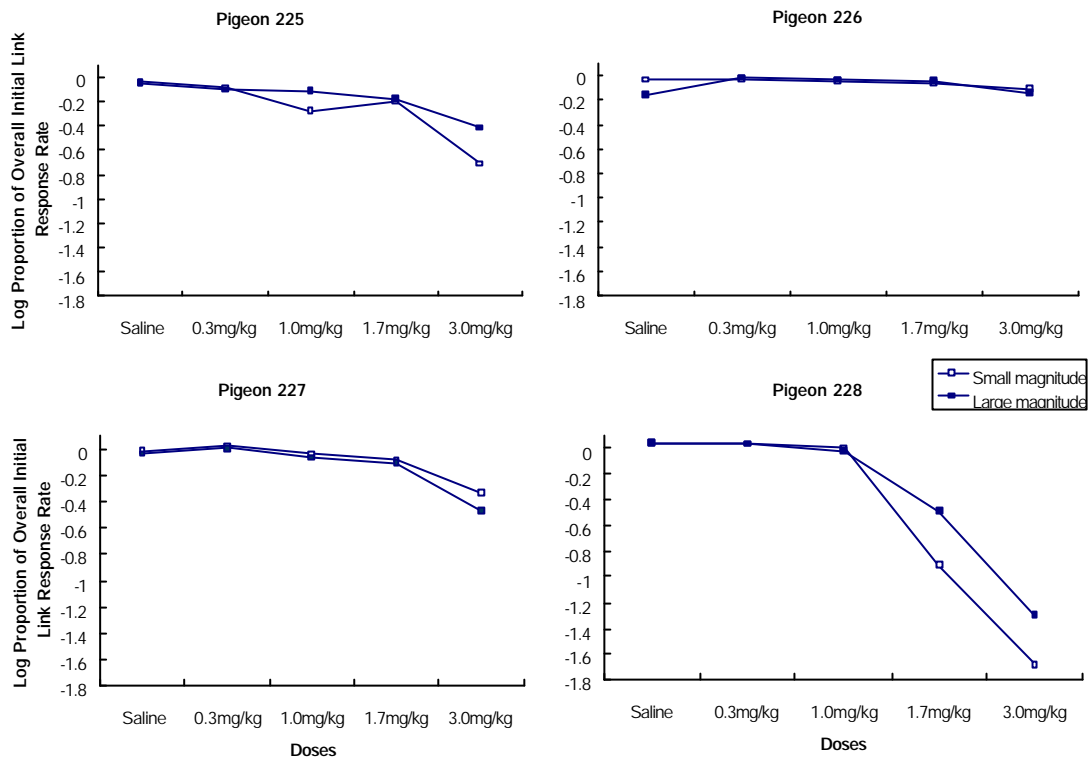 Pigeon 225
Log Proportion of Overall Initial Link
Response Rate
0
-0.2
-0.4
-0.6
-0.8
-1
-1.2
-1.4
-1.6
-1.8
Saline 0.3mg/kg 1.0mg/kg 1.7mg/kg 3.0mg/kg
Pigeon 226
0
-0.2
-0.4
-0.6
-0.8
-1
-1.2
-1.4
-1.6
-1.8
Saline 0.3mg/kg 1.0mg/kg 1.7mg/kg 3.0mg/kg
Small magnitude
Large magnitude
Pigeon 227
Log Proportion of Overall Initial
Link Response Rate
0
-0.2
-0.4
-0.6
-0.8
-1
-1.2
-1.4
-1.6
-1.8
Saline 0.3mg/kg 1.0mg/kg 1.7mg/kg 3.0mg/kg
Doses
Pigeon 228
0
-0.2
-0.4
-0.6
-0.8
-1
-1.2
-1.4
-1.6
-1.8
Saline 0.3mg/kg 1.0mg/kg 1.7mg/kg 3.0mg/kg
Doses